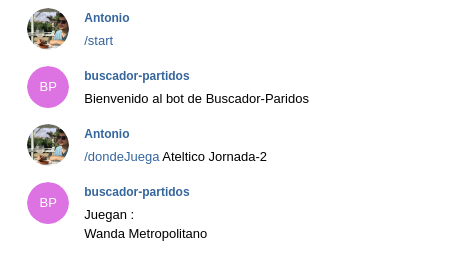 Antonio
/start
BP
buscador-partidos
Bienvenido al bot de Buscador-Paridos
Antonio
/dondeJuega Ateltico Jornada-2
BP
buscador-partidos
Juegan :
Wanda Metropolitano